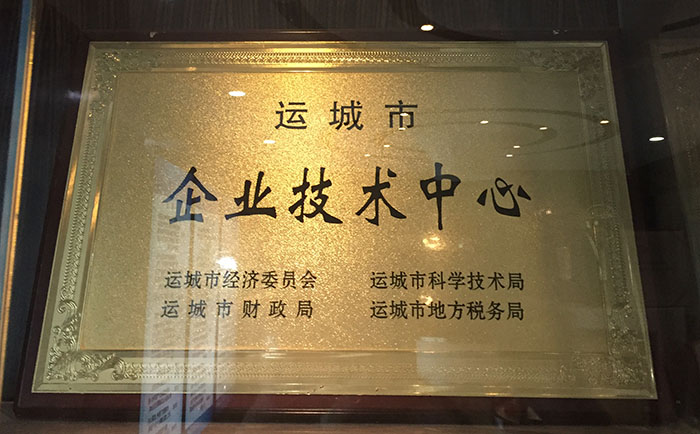 运城市
企业技术中心
运城市经济委员会 运城市科学技术局
运城市财政局 运城市地方税务局